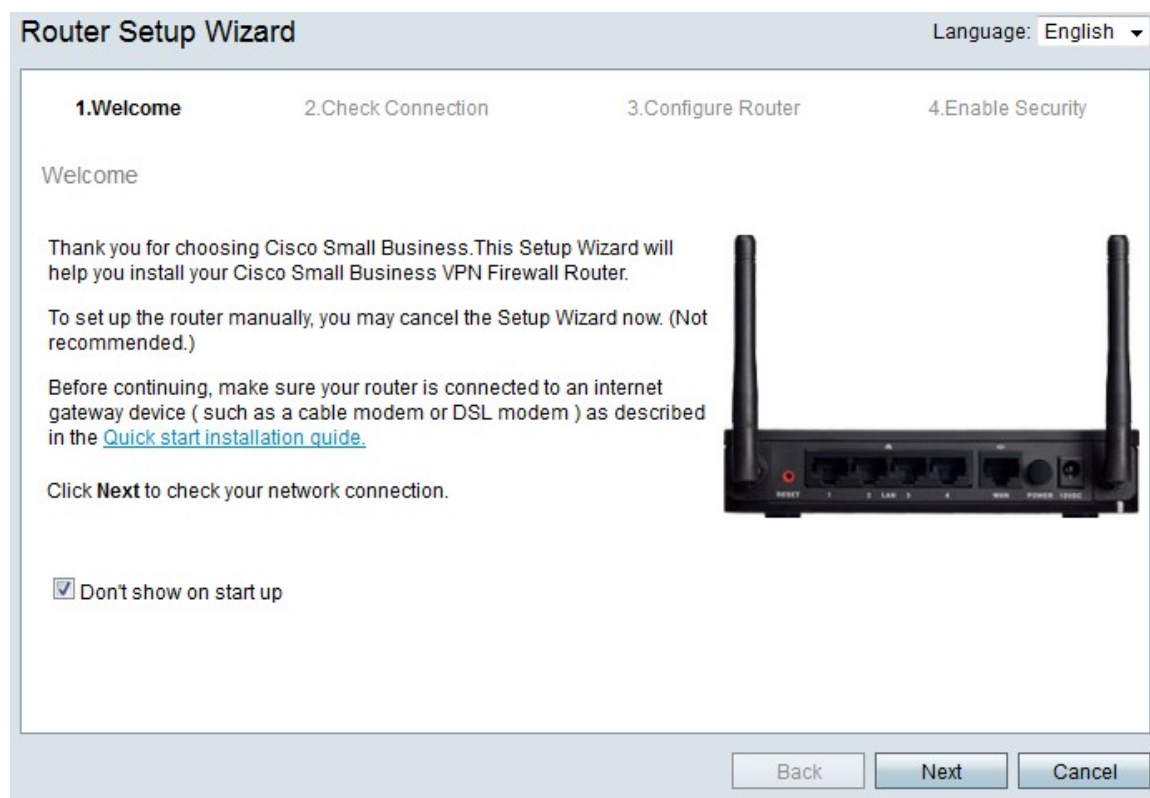 Router Setup Wizard
Language: English
1.Welcome
2.Check Connection
3.Configure Router
4.Enable Security
Welcome
Thank you for choosing Cisco Small Business.This Setup Wizard will
help you install your Cisco Small Business VPN Firewall Router.
To set up the router manually, you may cancel the Setup Wizard now. (Not
recommended.)
Before continuing, make sure your router is connected to an internet
gateway device ( such as a cable modem or DSL modem ) as described
in the Quick start installation guide.
Click Next to check your network connection.
RESET 1 2 LAN 3 4 WAN POWER 12VDC
Don't show on start up
Back
Next
Cancel